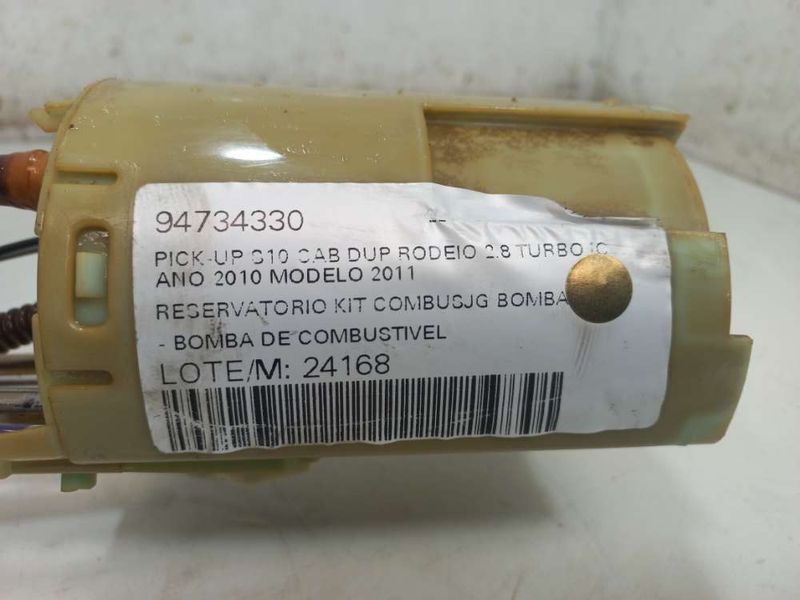 94734330 --
PICK-UP S10 CAB DUP RODEIO 2.8 TURBO IC
ANO 2010 MODELO 2011
RESERVATORIO KIT COMBUSJG BOMBA
- BOMBA DE COMBUSTIVEL
LOTE/M: 24168